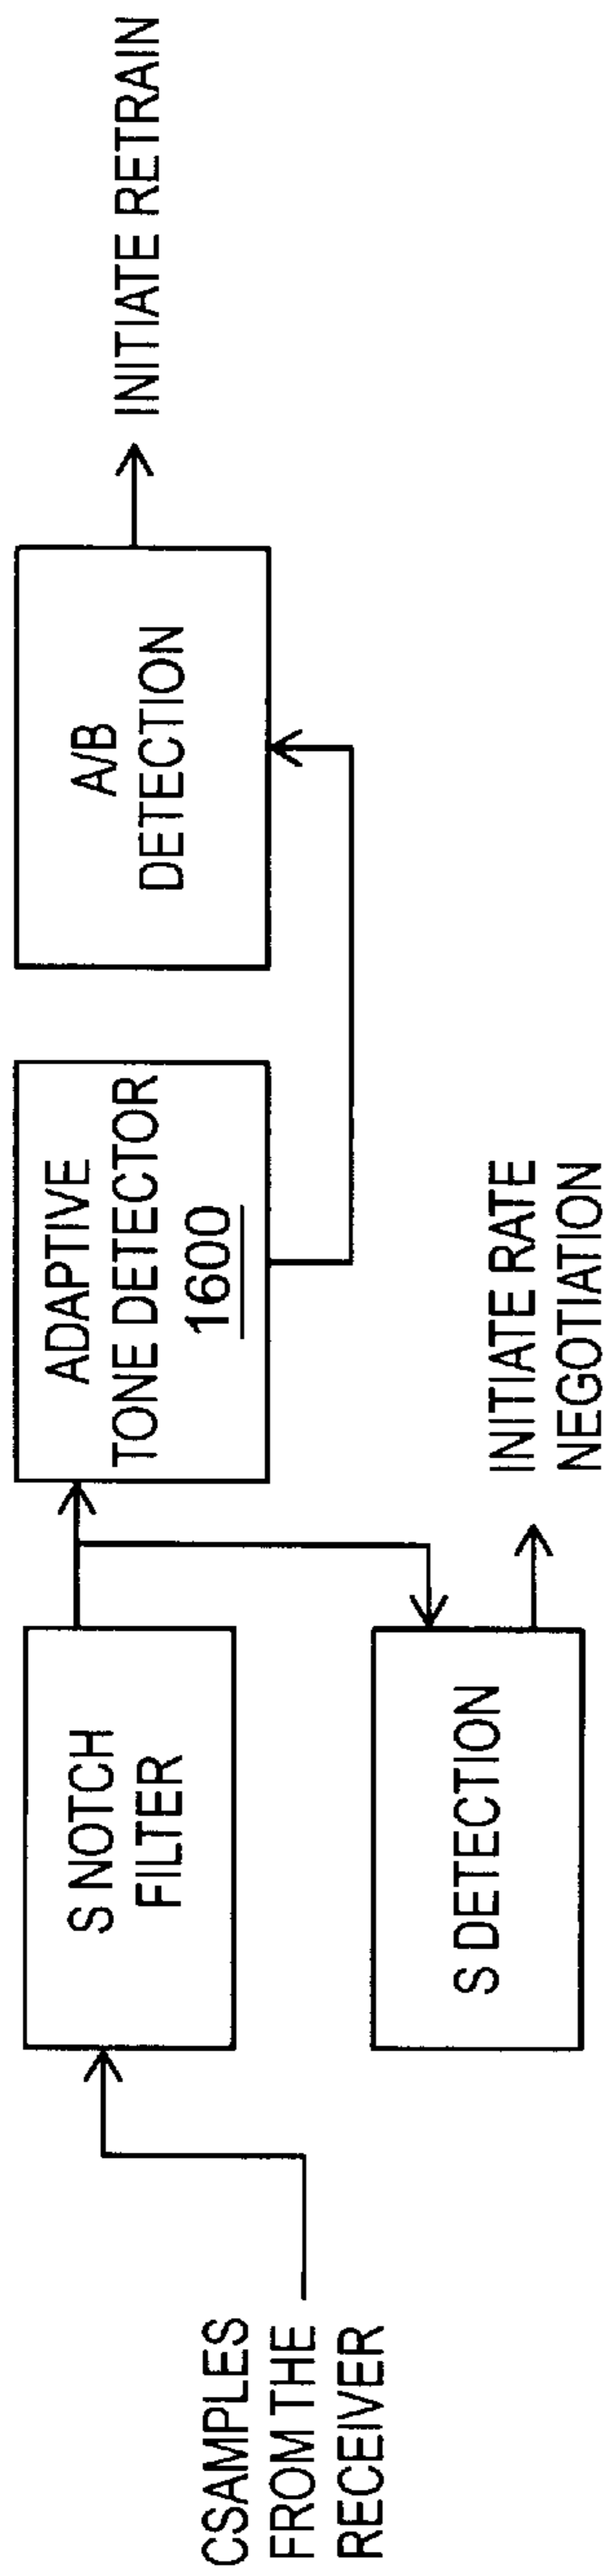 CSAMPLES
FROM THE
RECEIVER
S NOTCH
FILTER
S DETECTION
INITIATE RATE
NEGOTIATION
ADAPTIVE
TONE DETECTOR
1600
A/B
DETECTION
INITIATE RETRAIN